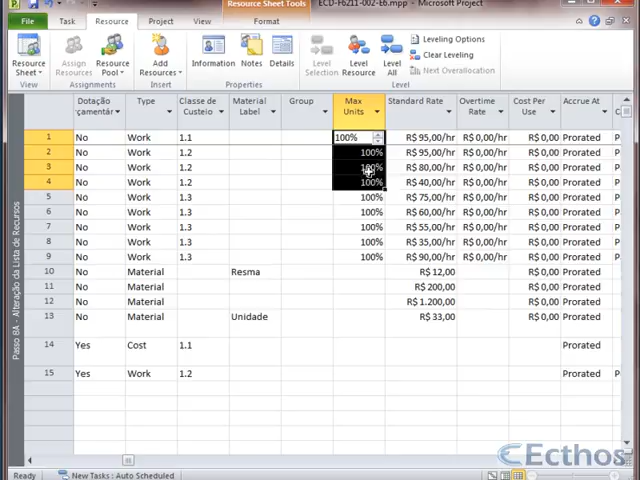 Resource Sheet Tools
ECD-F6211-002-E6.mpp - Microsoft Project
File Task Resource Project View Format
Resource Sheet
Assign Resources
Resource Pool
Add Resources
Information
Notes
Details
Level Selection
Level Resource
Level All
Leveling Options
Clear Leveling
Next Overallocation
View Assignments Insert Properties Level
Dotação Type Classe de Material Group Max Standard Rate Overtime Cost Per Accrue At
rçamentár Custeio Label Units Rate Use C
1 No Work 1.1 100% R$ 95,00/hr R$ 0,00/hr R$ 0,00 Prorated P
2 No Work 1.2 100% R$ 95,00/hr R$ 0,00/hr R$ 0,00 Prorated P
3 No Work 1.2 100% R$ 80,00/hr R$ 0,00/hr R$ 0,00 Prorated P
4 No Work 1.2 100% R$ 40,00/hr R$ 0,00/hr R$ 0,00 Prorated P
5 No Work 1.3 100% R$ 75,00/hr R$ 0,00/hr R$ 0,00 Prorated P
6 No Work 1.3 100% R$ 60,00/hr R$ 0,00/hr R$ 0,00 Prorated P
7 No Work 1.3 100% R$ 55,00/hr R$ 0,00/hr R$ 0,00 Prorated P
8 No Work 1.3 100% R$ 35,00/hr R$ 0,00/hr R$ 0,00 Prorated P
9 No Work 1.3 100% R$ 90,00/hr R$ 0,00/hr R$ 0,00 Prorated P
10 No Material Resma R$ 12,00 R$ 0,00 Prorated
11 No Material R$ 200,00 R$ 0,00 Prorated
12 No Material R$ 1.200,00 R$ 0,00 Prorated
13 No Material Unidade R$ 33,00 R$ 0,00 Prorated
14 Yes Cost 1.1 Prorated
15 Yes Work 1.2 Prorated P
Passo 8A - Alteração da Lista de Recursos
Ecthos
Ready New Tasks : Auto Scheduled